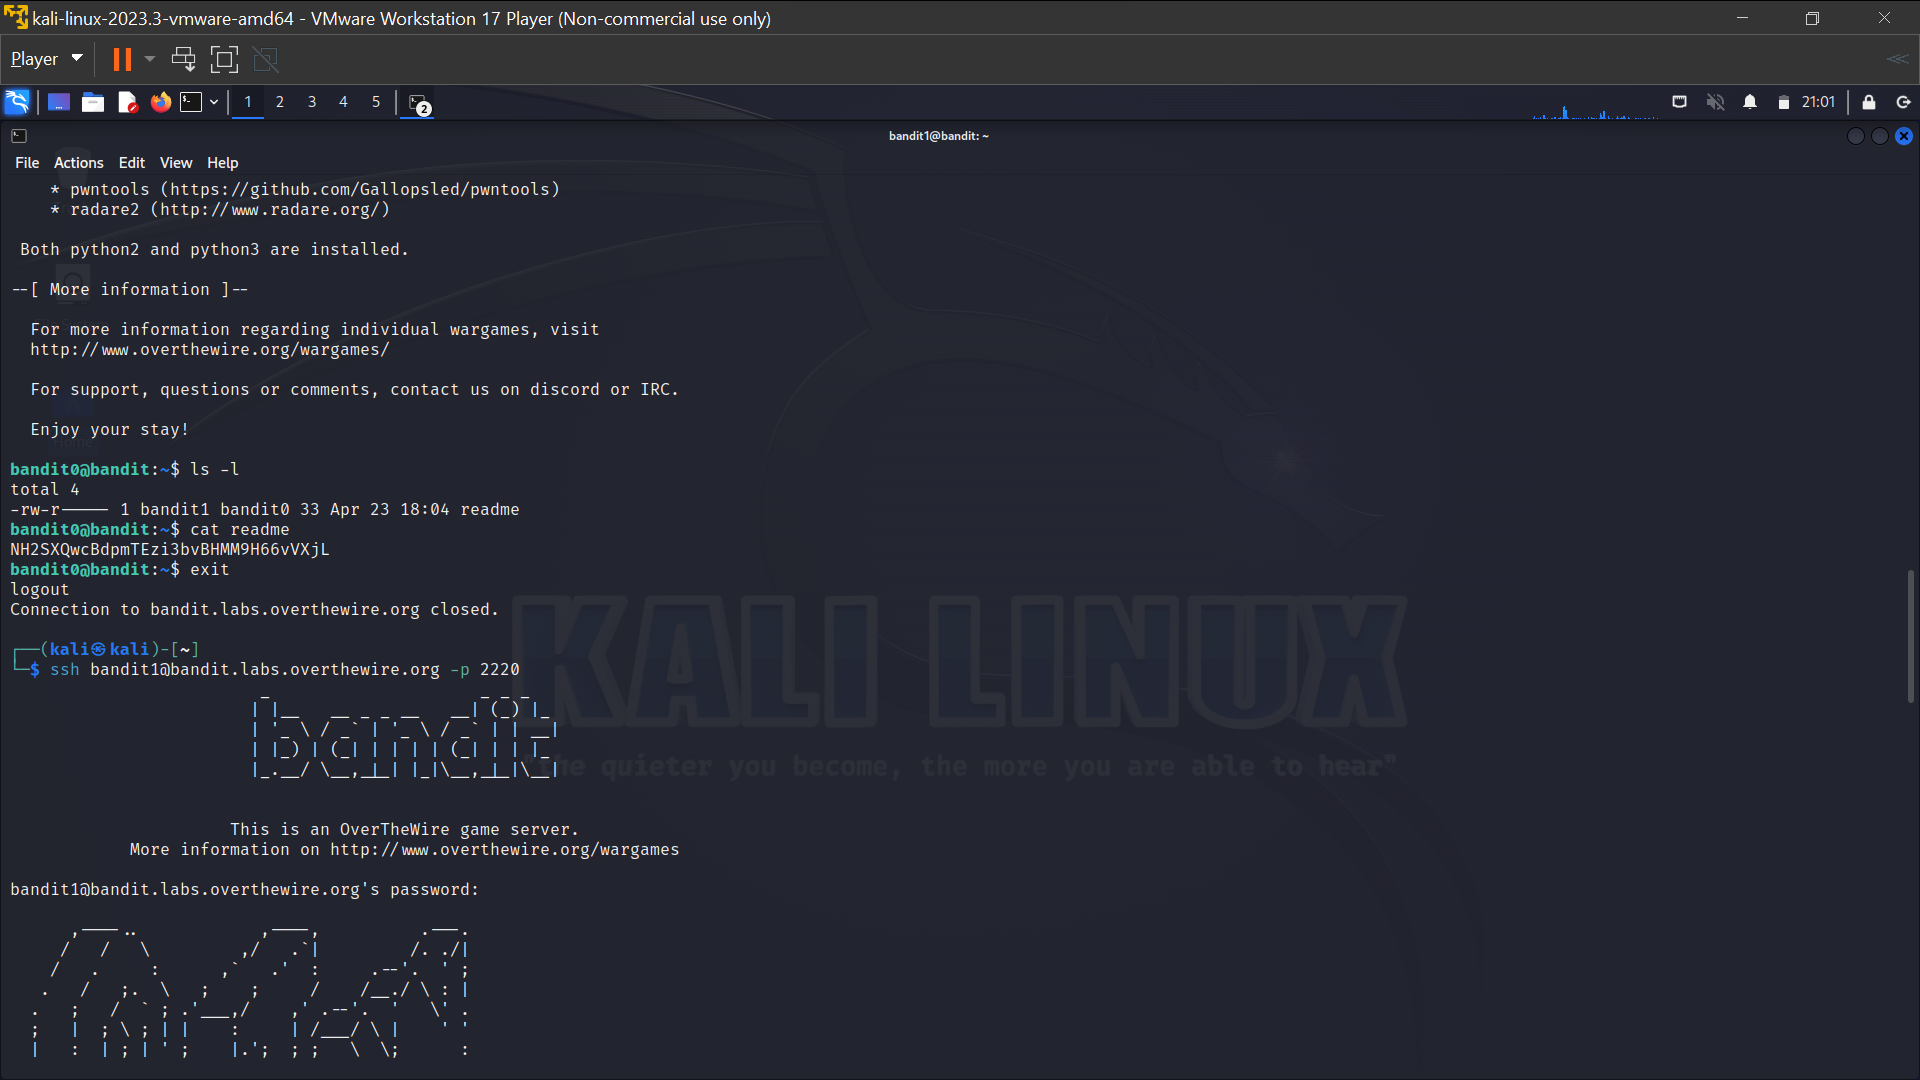 kali-linux-2023.3-vmware-amd64 - VMware Workstation 17 Player (Non-commercial use only)
Player
1 2 3 4 5 2 21:01
bandit1@bandit: ~
File Actions Edit View Help
* pwntools (https://github.com/Gallopsled/pwntools)
* radare2 (http://www.radare.org/)
Both python2 and python3 are installed.
--[ More information ]--
For more information regarding individual wargames, visit
http://www.overthewire.org/wargames/
For support, questions or comments, contact us on discord or IRC.
Enjoy your stay!
bandit0@bandit:~$ ls -l
total 4
-rw-r----- 1 bandit1 bandit0 33 Apr 23 18:04 readme
bandit0@bandit:~$ cat readme
NH2SXQwcBdpmTEzi3bvBHMM9H66vVXjL
bandit0@bandit:~$ exit
logout
Connection to bandit.labs.overthewire.org closed.
KALI LINUX
┌──(kali㉿kali)-[~]
└─$ ssh bandit1@bandit.labs.overthewire.org -p 2220
bandit
"the quieter you become, the more you are able to hear"
This is an OverTheWire game server.
More information on http://www.overthewire.org/wargames
bandit1@bandit.labs.overthewire.org's password: